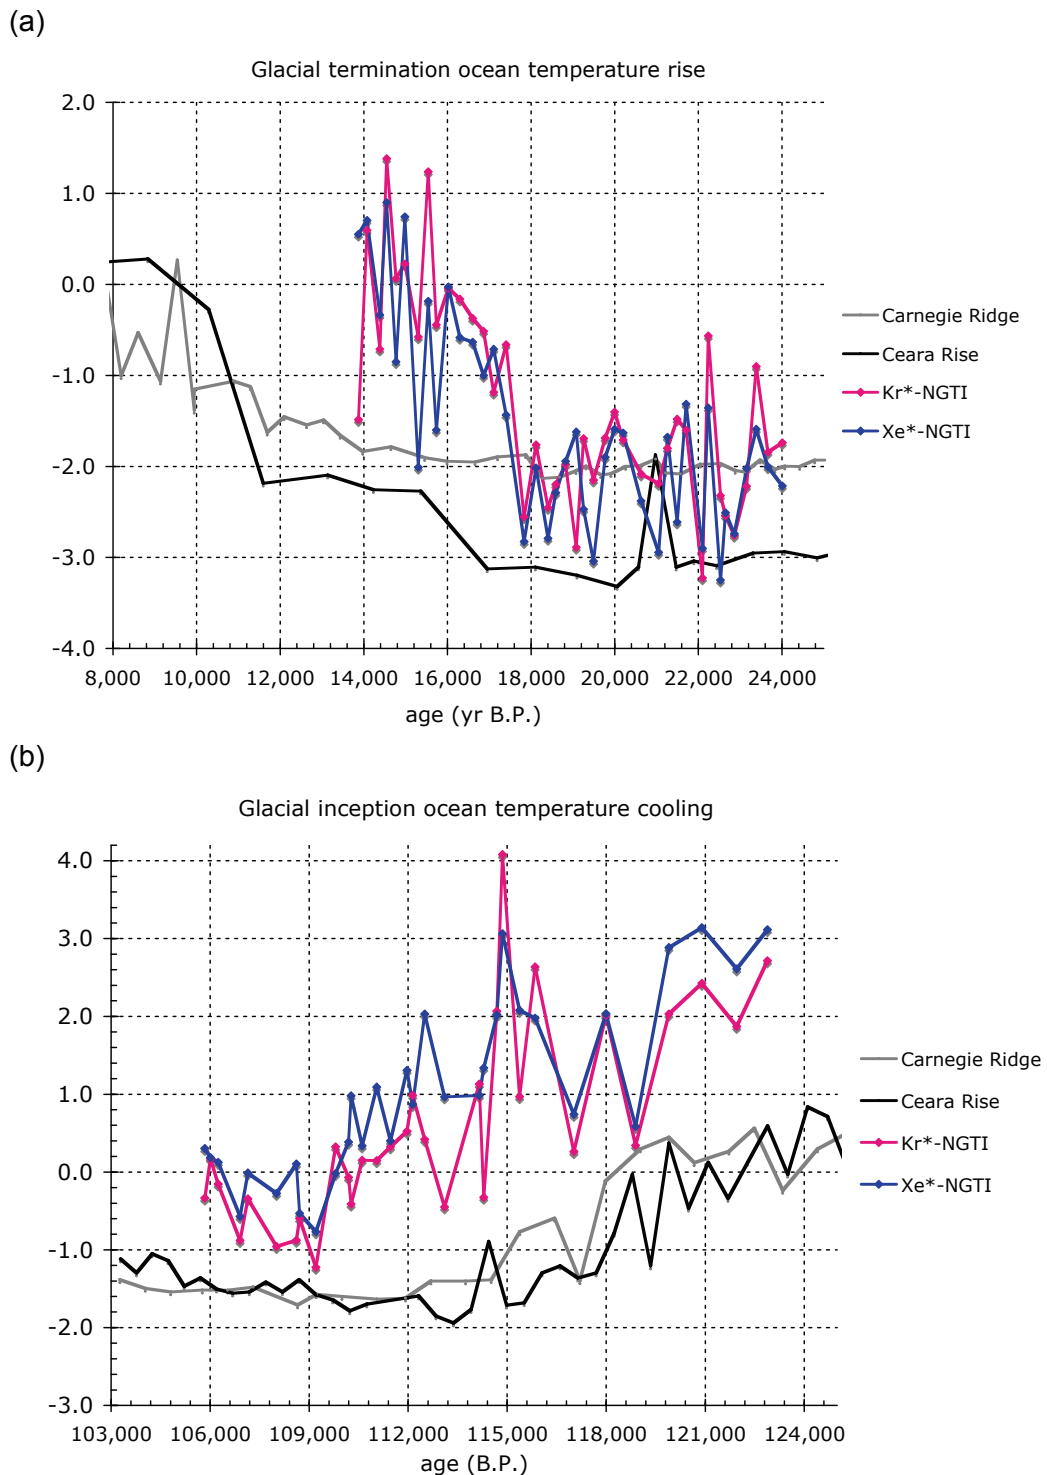 (a)
Glacial termination ocean temperature rise
2.0
1.0
0.0
-1.0
-2.0
-3.0
-4.0
8,000 10,000 12,000 14,000 16,000 18,000 20,000 22,000 24,000
age (yr B.P.)
Carnegie Ridge
Ceara Rise
Kr*-NGTI
Xe*-NGTI
(b)
Glacial inception ocean temperature cooling
4.0
3.0
2.0
1.0
0.0
-1.0
-2.0
-3.0
103,000 106,000 109,000 112,000 115,000 118,000 121,000 124,000
age (B.P.)
Carnegie Ridge
Ceara Rise
Kr*-NGTI
Xe*-NGTI